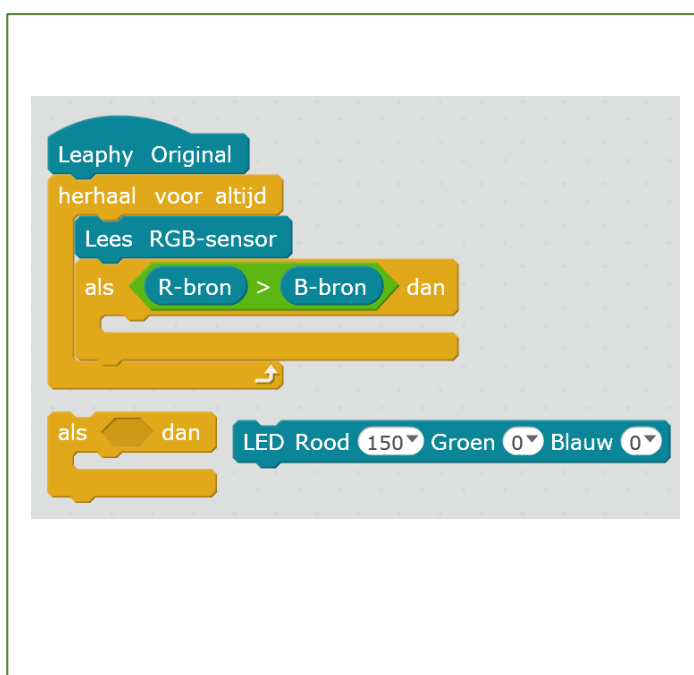 Leaphy Original
herhaal voor altijd
Lees RGB-sensor
als R-bron > B-bron dan
als dan
LED Rood 150 Groen 0 Blauw 0